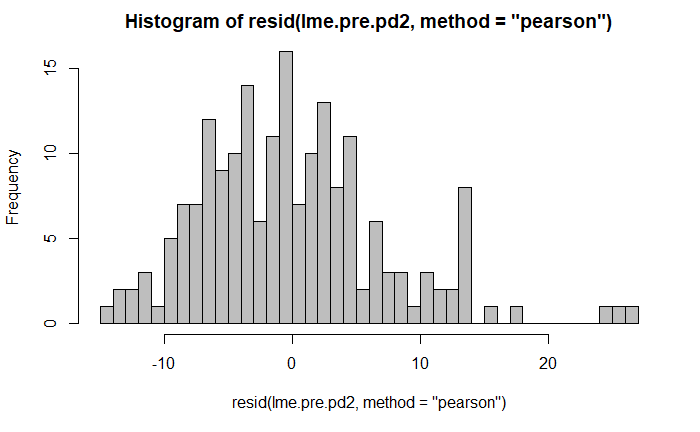 Histogram of resid(lme.pre.pd2, method = "pearson")
15
10
5
0
Frequency
-10 0 10 20
resid(lme.pre.pd2, method = "pearson")